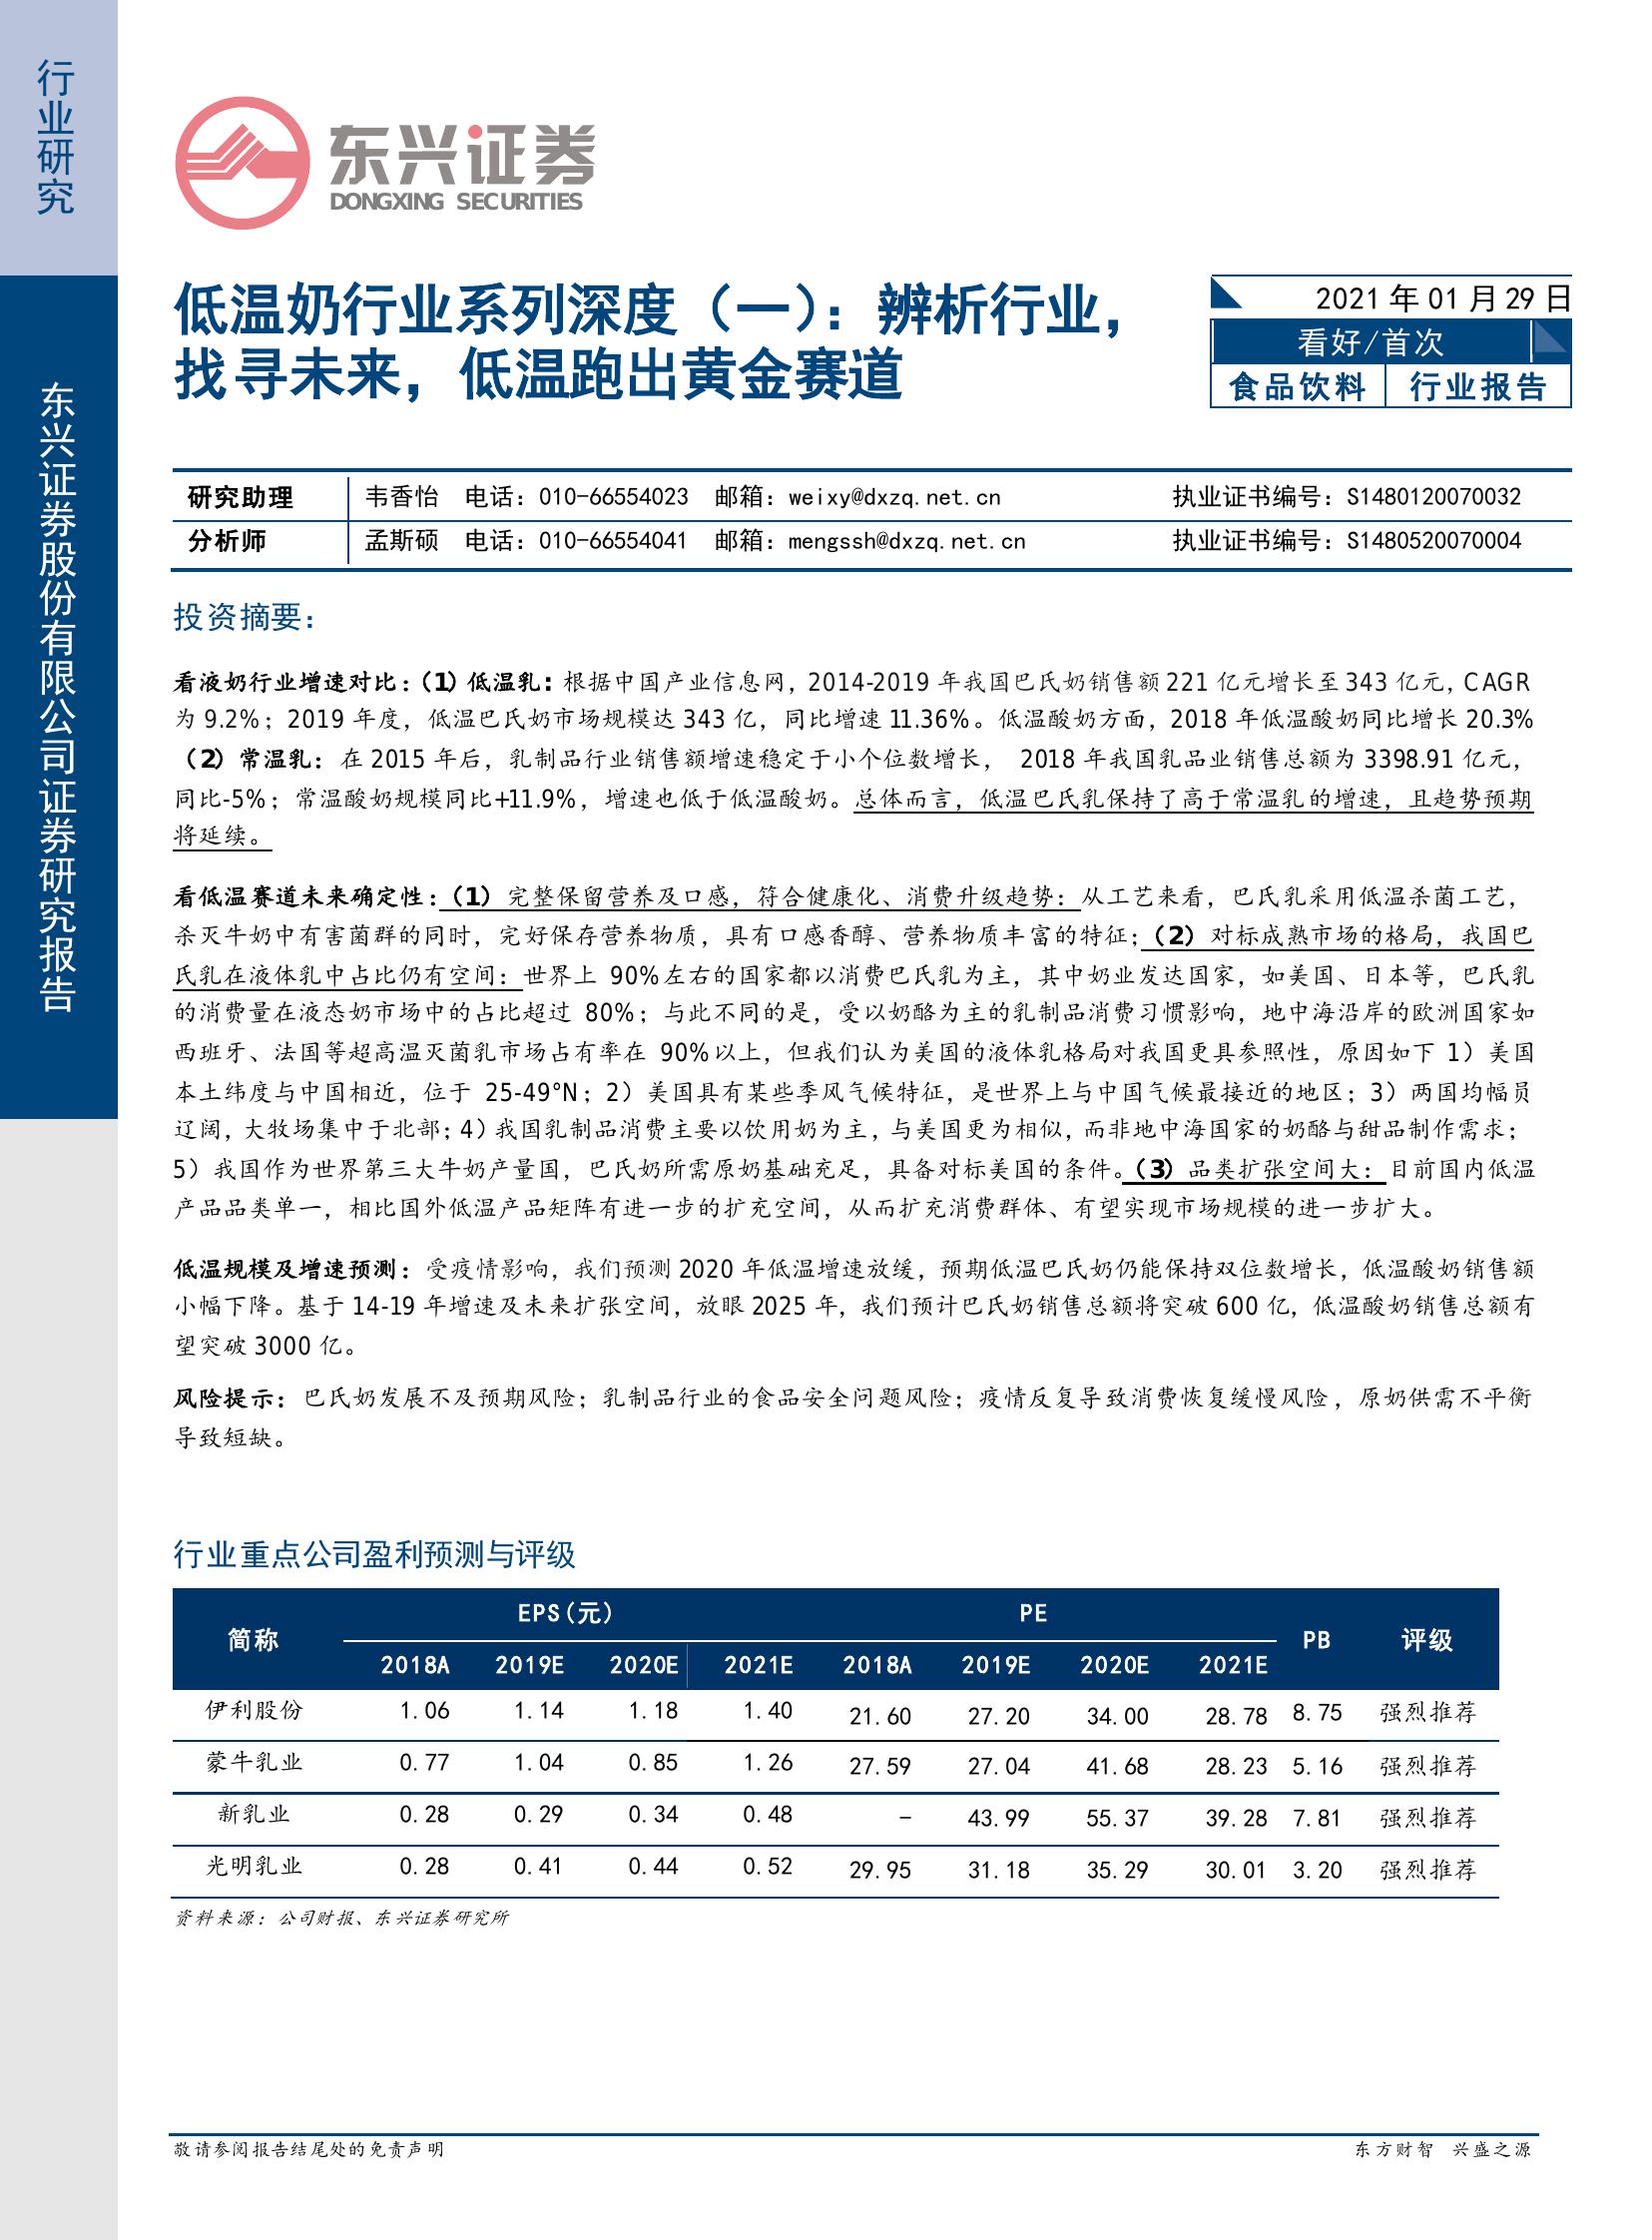 行业研究
东兴证券股份有限公司证券研究报告
东兴证券
DONGXING SECURITIES
低温奶行业系列深度（一）：辨析行业，
找寻未来，低温跑出黄金赛道
2021 年 01 月 29 日
看好/首次
食品饮料 行业报告
研究助理 韦香怡 电话：010-66554023 邮箱：weixy@dxzq.net.cn 执业证书编号：S1480120070032
分析师 孟斯硕 电话：010-66554041 邮箱：mengssh@dxzq.net.cn 执业证书编号：S1480520070004
投资摘要：
看液奶行业增速对比：（1）低温乳：根据中国产业信息网，2014-2019 年我国巴氏奶销售额 221 亿元增长至 343 亿元，CAGR
为 9.2%；2019 年度，低温巴氏奶市场规模达 343 亿，同比增速 11.36%。低温酸奶方面，2018 年低温酸奶同比增长 20.3%
（2）常温乳：在 2015 年后，乳制品行业销售额增速稳定于小个位数增长， 2018 年我国乳品业销售总额为 3398.91 亿元，
同比-5%；常温酸奶规模同比+11.9%，增速也低于低温酸奶。总体而言，低温巴氏乳保持了高于常温乳的增速，且趋势预期
将延续。
看低温赛道未来确定性：（1）完整保留营养及口感，符合健康化、消费升级趋势：从工艺来看，巴氏乳采用低温杀菌工艺，
杀灭牛奶中有害菌群的同时，完好保存营养物质，具有口感香醇、营养物质丰富的特征；（2）对标成熟市场的格局，我国巴
氏乳在液体乳中占比仍有空间：世界上 90%左右的国家都以消费巴氏乳为主，其中奶业发达国家，如美国、日本等，巴氏乳
的消费量在液态奶市场中的占比超过 80%；与此不同的是，受以奶酪为主的乳制品消费习惯影响，地中海沿岸的欧洲国家如
西班牙、法国等超高温灭菌乳市场占有率在 90%以上，但我们认为美国的液体乳格局对我国更具参照性，原因如下 1）美国
本土纬度与中国相近，位于 25-49°N；2）美国具有某些季风气候特征，是世界上与中国气候最接近的地区；3）两国均幅员
辽阔，大牧场集中于北部；4）我国乳制品消费主要以饮用奶为主，与美国更为相似，而非地中海国家的奶酪与甜品制作需求；
5）我国作为世界第三大牛奶产量国，巴氏奶所需原奶基础充足，具备对标美国的条件。（3）品类扩张空间大：目前国内低温
产品品类单一，相比国外低温产品矩阵有进一步的扩充空间，从而扩充消费群体、有望实现市场规模的进一步扩大。
低温规模及增速预测：受疫情影响，我们预测 2020 年低温增速放缓，预期低温巴氏奶仍能保持双位数增长，低温酸奶销售额
小幅下降。基于 14-19 年增速及未来扩张空间，放眼 2025 年，我们预计巴氏奶销售总额将突破 600 亿，低温酸奶销售总额有
望突破 3000 亿。
风险提示：巴氏奶发展不及预期风险；乳制品行业的食品安全问题风险；疫情反复导致消费恢复缓慢风险，原奶供需不平衡
导致短缺。
行业重点公司盈利预测与评级
简称 EPS(元) PE PB 评级
2018A 2019E 2020E 2021E 2018A 2019E 2020E 2021E
伊利股份 1.06 1.14 1.18 1.40 21.60 27.20 34.00 28.78 8.75 强烈推荐
蒙牛乳业 0.77 1.04 0.85 1.26 27.59 27.04 41.68 28.23 5.16 强烈推荐
新乳业 0.28 0.29 0.34 0.48 - 43.99 55.37 39.28 7.81 强烈推荐
光明乳业 0.28 0.41 0.44 0.52 29.95 31.18 35.29 30.01 3.20 强烈推荐
资料来源：公司财报、东兴证券研究所
敬请参阅报告结尾处的免责声明 东方财智 兴盛之源